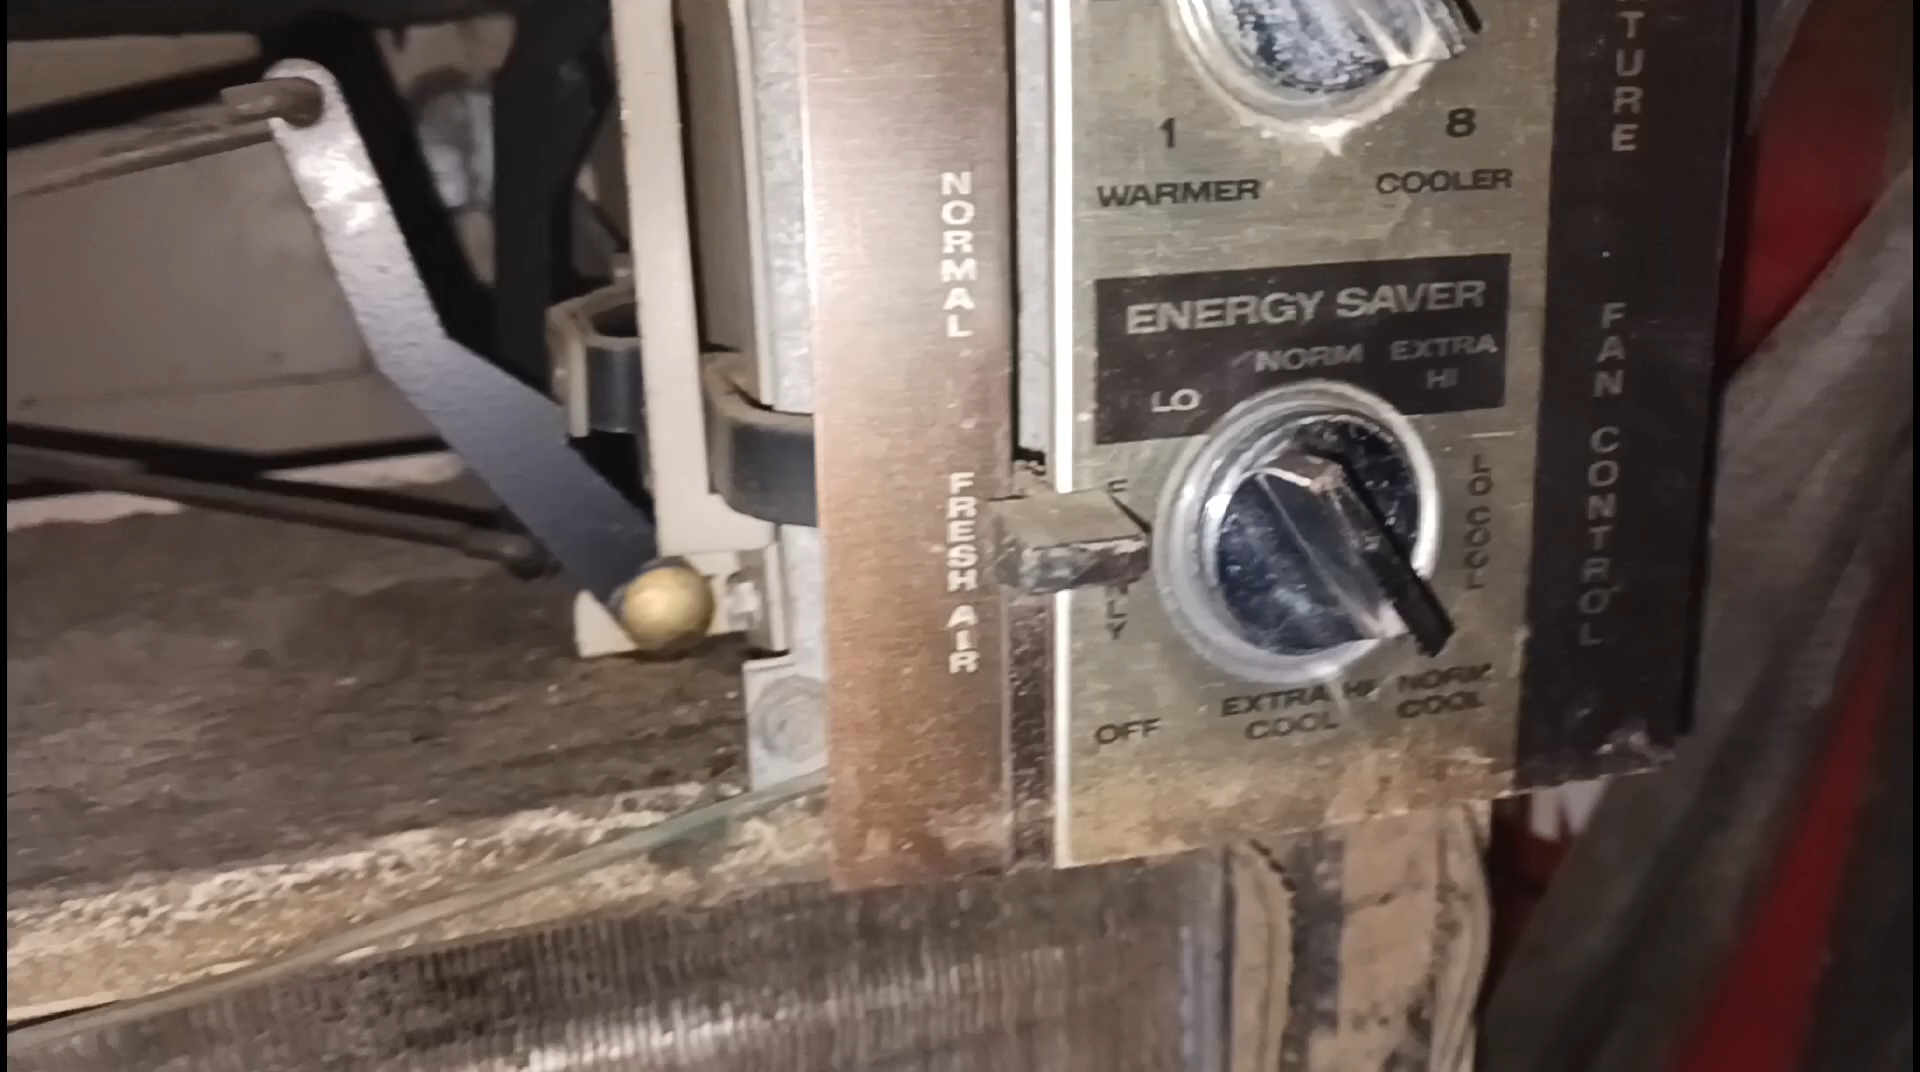 TURE
1
8
WARMER
COOLER
NORMAL
ENERGY SAVER
NORM
EXTRA
HI
LO
FAN CONTROL
LO COOL
FRESH AIR
EXTRA HI
COOL
NORM
COOL
OFF